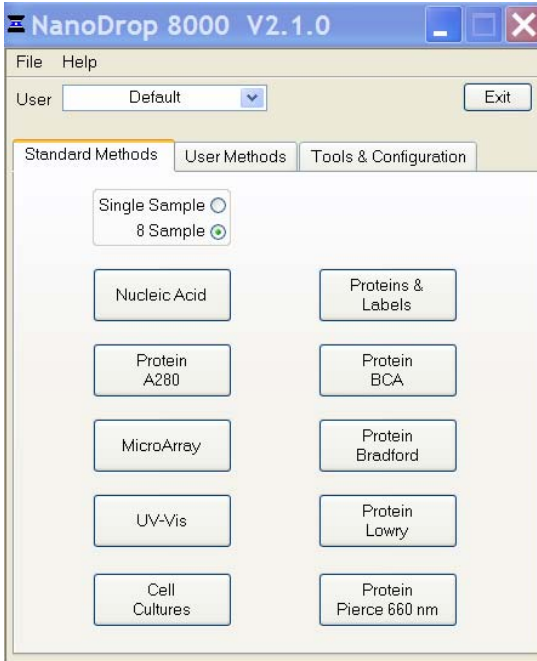 NanoDrop 8000 V2.1.0
File Help
User Default Exit
Standard Methods User Methods Tools & Configuration
Single Sample
8 Sample
Nucleic Acid
Proteins &
Labels
Protein
A280
Protein
BCA
MicroArray
Protein
Bradford
UV-Vis
Protein
Lowry
Cell
Cultures
Protein
Pierce 660 nm